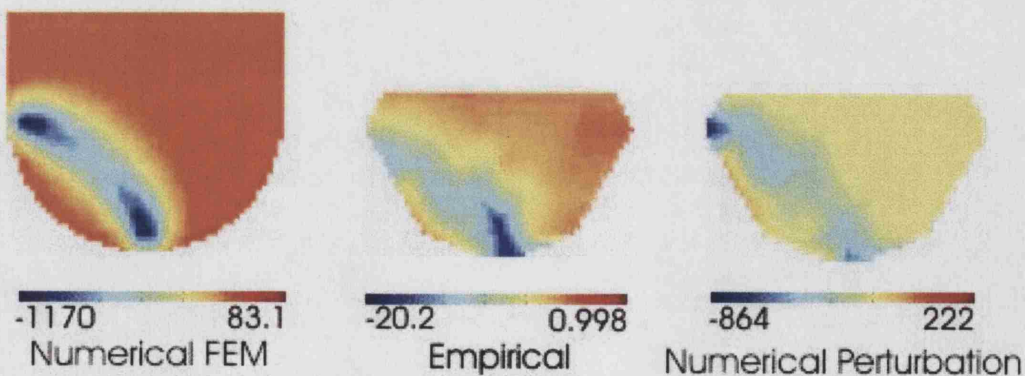 -1170 83.1
-20.2 0.998
-864 222
Numerical FEM
Empirical
Numerical Perturbation